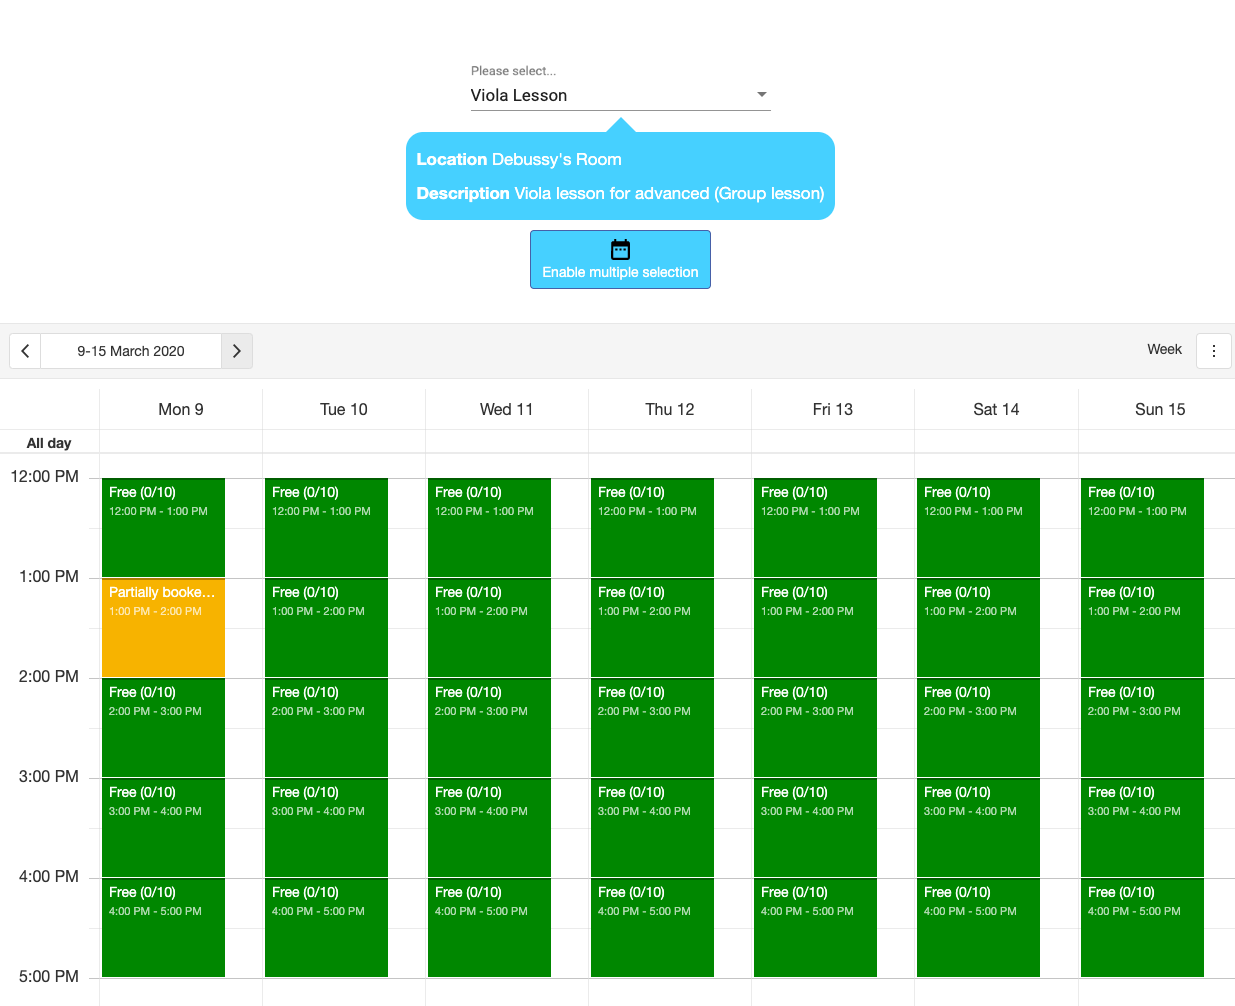 Please select...
Viola Lesson
Location Debussy's Room
Description Viola lesson for advanced (Group lesson)
Enable multiple selection
9-15 March 2020
Week
Mon 9 Tue 10 Wed 11 Thu 12 Fri 13 Sat 14 Sun 15
All day
12:00 PM
Free (0/10) Free (0/10) Free (0/10) Free (0/10) Free (0/10) Free (0/10) Free (0/10)
12:00 PM - 1:00 PM 12:00 PM - 1:00 PM 12:00 PM - 1:00 PM 12:00 PM - 1:00 PM 12:00 PM - 1:00 PM 12:00 PM - 1:00 PM 12:00 PM - 1:00 PM
1:00 PM
Partially booke... Free (0/10) Free (0/10) Free (0/10) Free (0/10) Free (0/10) Free (0/10)
1:00 PM - 2:00 PM 1:00 PM - 2:00 PM 1:00 PM - 2:00 PM 1:00 PM - 2:00 PM 1:00 PM - 2:00 PM 1:00 PM - 2:00 PM 1:00 PM - 2:00 PM
2:00 PM
Free (0/10) Free (0/10) Free (0/10) Free (0/10) Free (0/10) Free (0/10) Free (0/10)
2:00 PM - 3:00 PM 2:00 PM - 3:00 PM 2:00 PM - 3:00 PM 2:00 PM - 3:00 PM 2:00 PM - 3:00 PM 2:00 PM - 3:00 PM 2:00 PM - 3:00 PM
3:00 PM
Free (0/10) Free (0/10) Free (0/10) Free (0/10) Free (0/10) Free (0/10) Free (0/10)
3:00 PM - 4:00 PM 3:00 PM - 4:00 PM 3:00 PM - 4:00 PM 3:00 PM - 4:00 PM 3:00 PM - 4:00 PM 3:00 PM - 4:00 PM 3:00 PM - 4:00 PM
4:00 PM
Free (0/10) Free (0/10) Free (0/10) Free (0/10) Free (0/10) Free (0/10) Free (0/10)
4:00 PM - 5:00 PM 4:00 PM - 5:00 PM 4:00 PM - 5:00 PM 4:00 PM - 5:00 PM 4:00 PM - 5:00 PM 4:00 PM - 5:00 PM 4:00 PM - 5:00 PM
5:00 PM